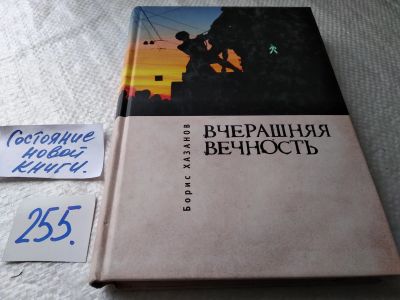 Состояние
новой
книги.
255.
Борис ХАЗАНОВ
ВЧЕРАШНЯЯ
ВЕЧНОСТЬ